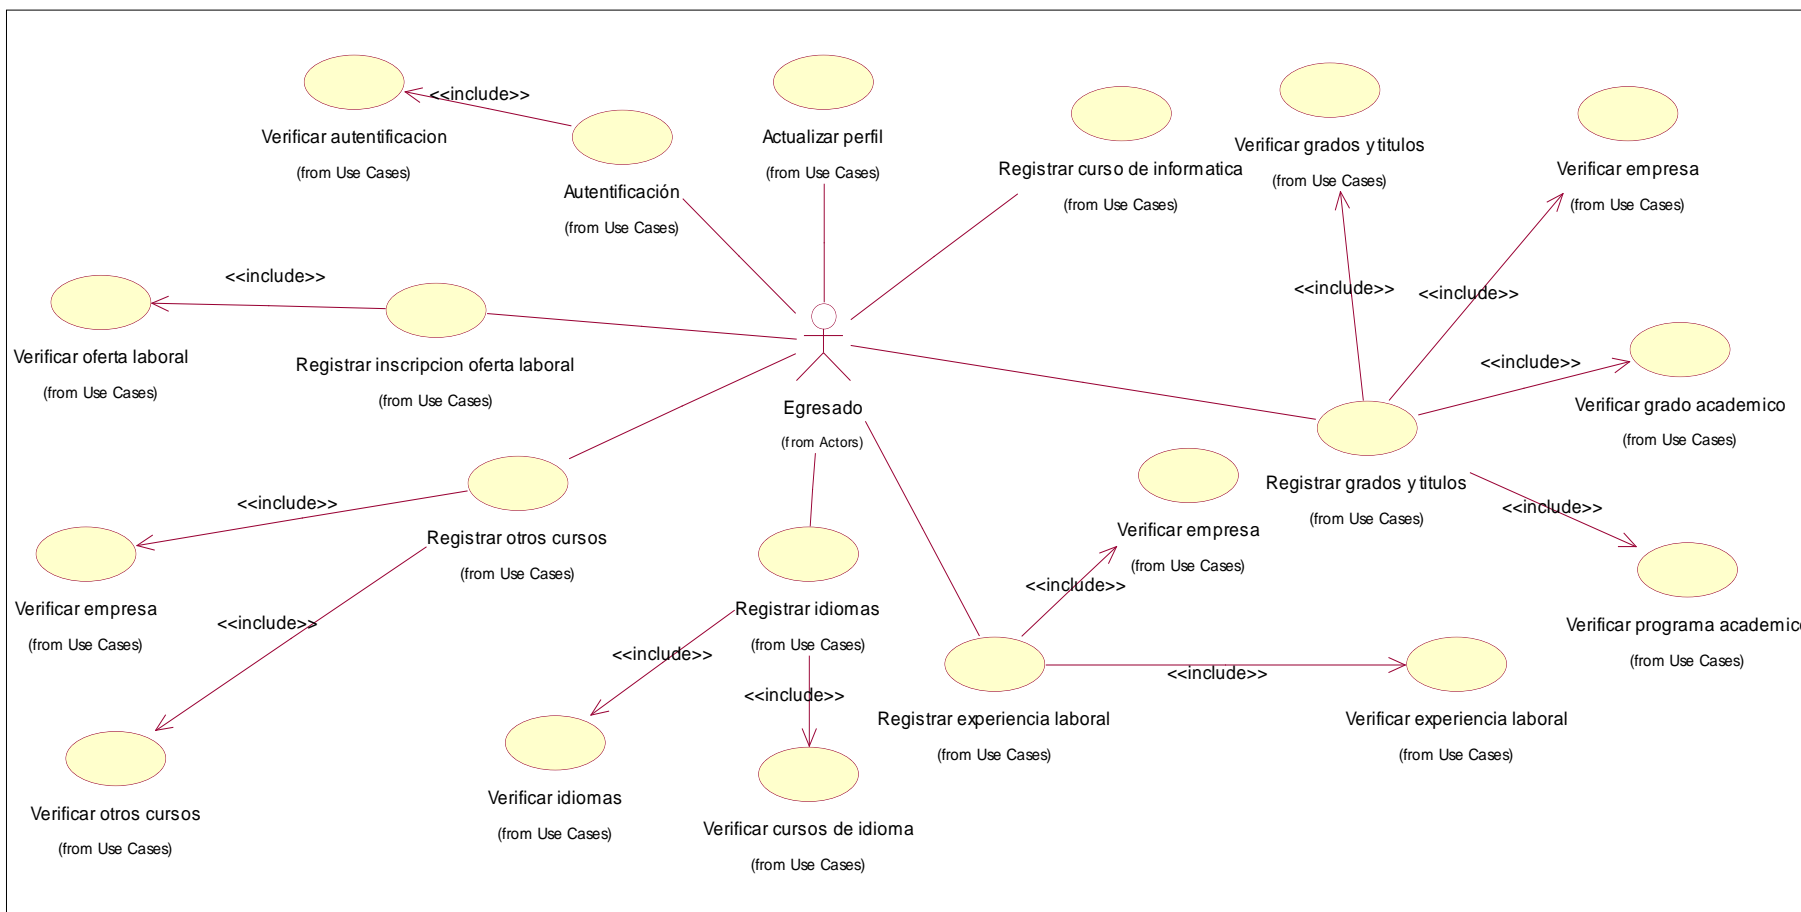 <<include>>
Verificar autentificacion
(from Use Cases)
Autentificación
(from Use Cases)
Actualizar perfil
(from Use Cases)
Registrar curso de informatica
(from Use Cases)
Verificar grados y titulos
(from Use Cases)
Verificar empresa
(from Use Cases)
<<include>>
Verificar oferta laboral
(from Use Cases)
Registrar inscripcion oferta laboral
(from Use Cases)
<<include>>
<<include>>
<<include>>
Verificar grado academico
(from Use Cases)
Egresado
(from Actors)
Registrar grados y titulos
(from Use Cases)
<<include>>
<<include>>
Registrar otros cursos
(from Use Cases)
Verificar empresa
(from Use Cases)
<<include>>
Verificar empresa
(from Use Cases)
<<include>>
Registrar idiomas
(from Use Cases)
<<include>>
Verificar programa academico
(from Use Cases)
<<include>>
<<include>>
<<include>>
Registrar experiencia laboral
(from Use Cases)
Verificar experiencia laboral
(from Use Cases)
Verificar otros cursos
(from Use Cases)
Verificar idiomas
(from Use Cases)
Verificar cursos de idioma
(from Use Cases)